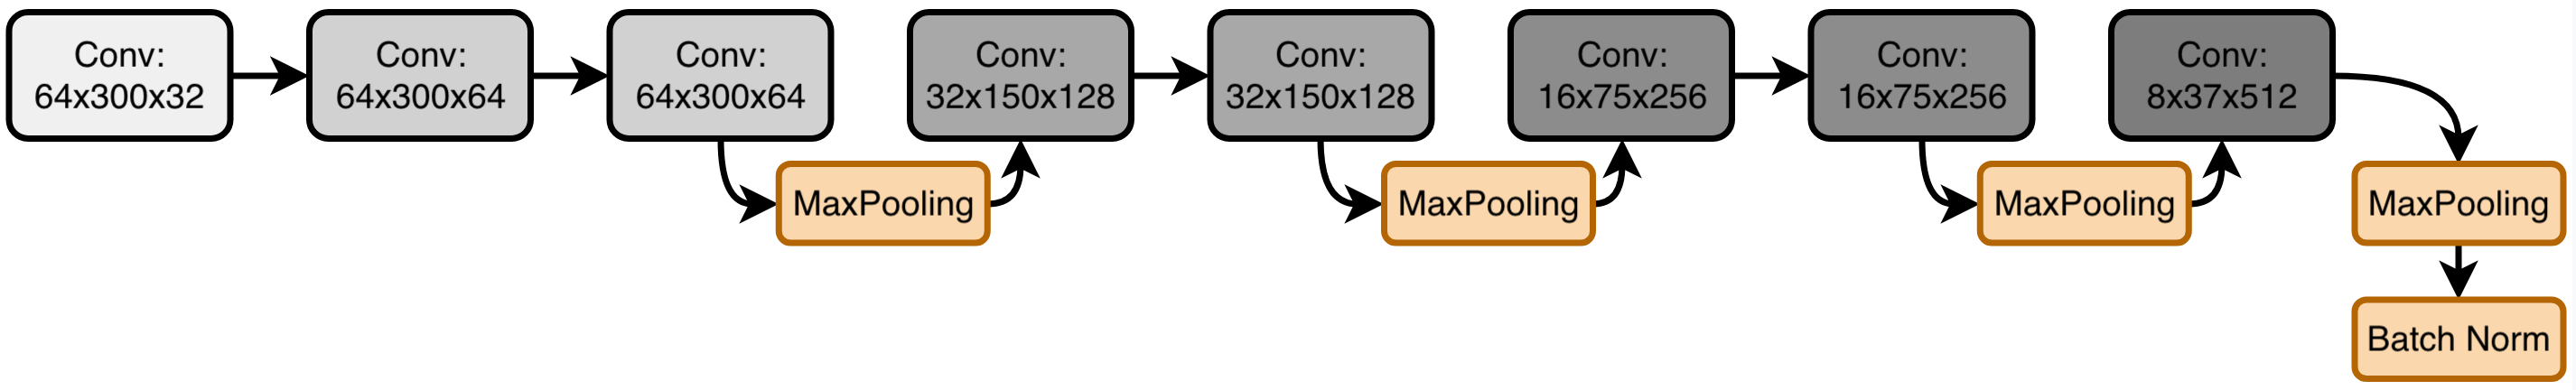 Conv:
64x300x32
Conv:
64x300x64
Conv:
64x300x64
MaxPooling
Conv:
32x150x128
Conv:
32x150x128
MaxPooling
Conv:
16x75x256
Conv:
16x75x256
MaxPooling
Conv:
8x37x512
MaxPooling
Batch Norm